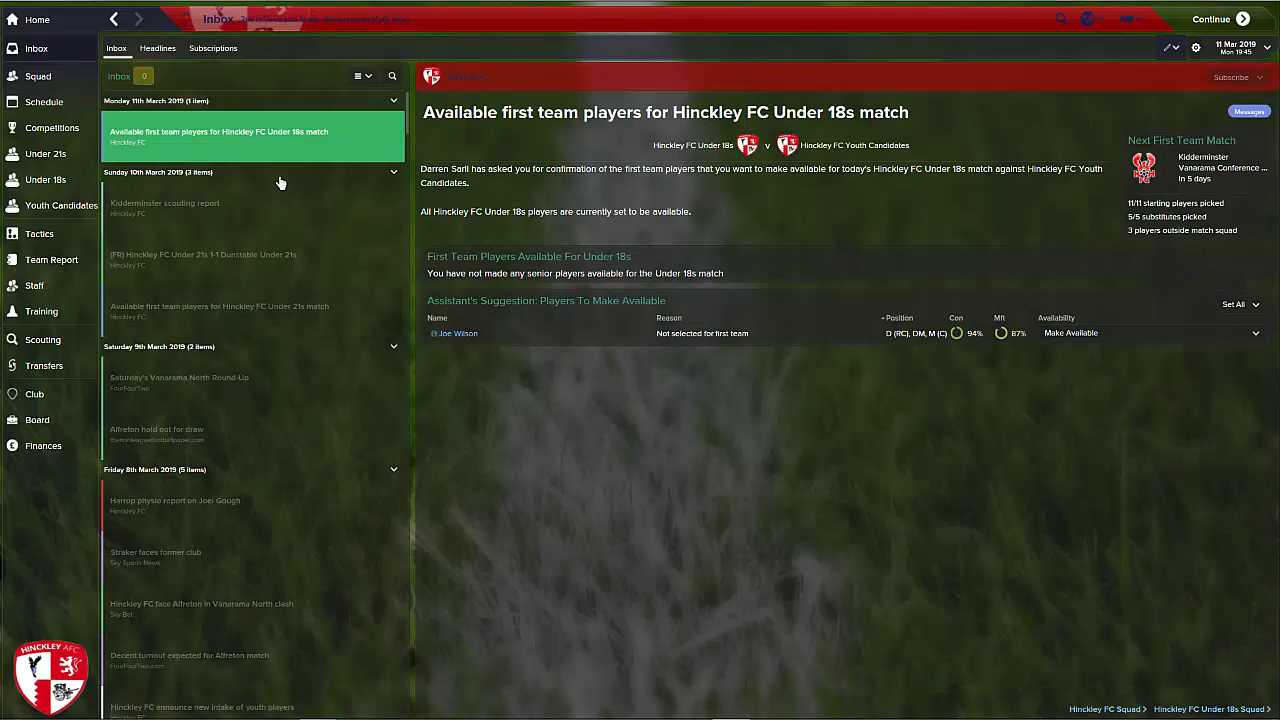 Home
Inbox
Continue
Inbox
Inbox
Headlines
Subscriptions
11 Mar 2019
Mon 19:45
Squad
Schedule
Competitions
Under 21s
Under 18s
Youth Candidates
Tactics
Team Report
Staff
Training
Scouting
Transfers
Club
Board
Finances
HINCKLEY AFC
Inbox 0
Monday 11th March 2019 (1 item)
Available first team players for Hinckley FC Under 18s match
Hinckley FC
Sunday 10th March 2019 (3 items)
Kidderminster scouting report
Hinckley FC
(FR) Hinckley FC Under 21s 1-1 Dunstable Under 21s
Hinckley FC
Available first team players for Hinckley FC Under 21s match
Hinckley FC
Saturday 9th March 2019 (2 items)
Saturday's Vanarama North Round-Up
FourFourTwo
Alfreton hold out for draw
thenonleaguefootballpaper.com
Friday 8th March 2019 (5 items)
Harrop physio report on Joel Gough
Hinckley FC
Straker faces former club
Sky Sports News
Hinckley FC face Alfreton in Vanarama North clash
Sky Bet
Decent turnout expected for Alfreton match
FourFourTwo.com
Hinckley FC announce new intake of youth players
Hinckley FC
Subscribe
Available first team players for Hinckley FC Under 18s match
Messages
Hinckley FC Under 18s v Hinckley FC Youth Candidates
Darren Saril has asked you for confirmation of the first team players that you want to make available for today's Hinckley FC Under 18s match against Hinckley FC Youth
Candidates.
All Hinckley FC Under 18s players are currently set to be available.
First Team Players Available For Under 18s
You have not made any senior players available for the Under 18s match
Assistant's Suggestion: Players To Make Available
Set All
Name Reason Position Con Mft Availability
Joe Wilson Not selected for first team D (RC), DM, M (C) 94% 87% Make Available
Next First Team Match
Kidderminster
Vanarama Conference ...
In 5 days
11/11 starting players picked
5/5 substitutes picked
3 players outside match squad
Hinckley FC Squad
Hinckley FC Under 18s Squad